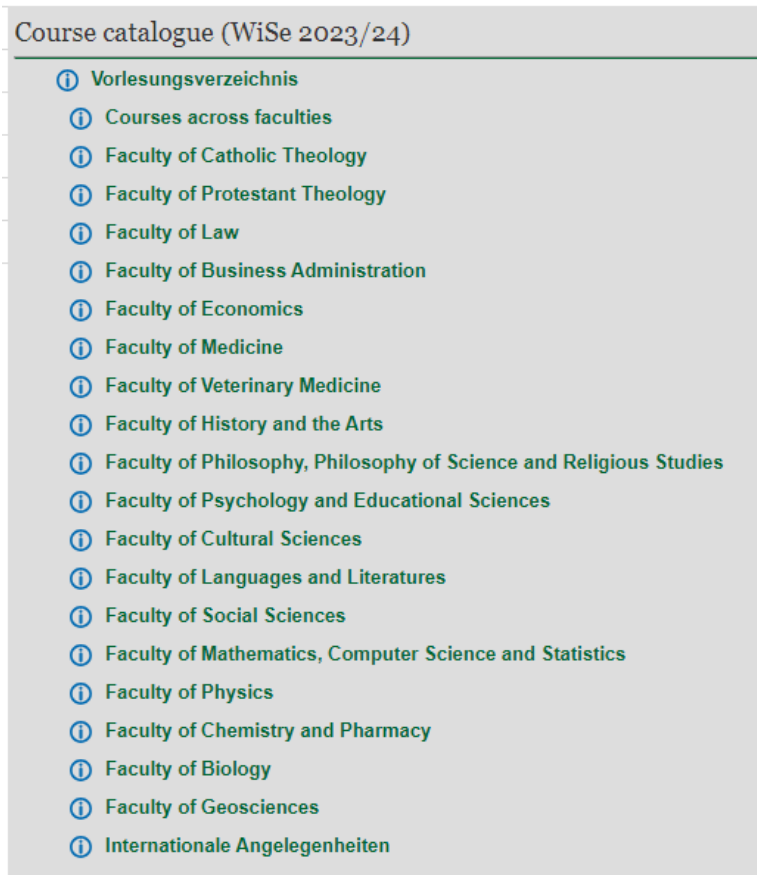 Course catalogue (WiSe 2023/24)
Vorlesungsverzeichnis
Courses across faculties
Faculty of Catholic Theology
Faculty of Protestant Theology
Faculty of Law
Faculty of Business Administration
Faculty of Economics
Faculty of Medicine
Faculty of Veterinary Medicine
Faculty of History and the Arts
Faculty of Philosophy, Philosophy of Science and Religious Studies
Faculty of Psychology and Educational Sciences
Faculty of Cultural Sciences
Faculty of Languages and Literatures
Faculty of Social Sciences
Faculty of Mathematics, Computer Science and Statistics
Faculty of Physics
Faculty of Chemistry and Pharmacy
Faculty of Biology
Faculty of Geosciences
Internationale Angelegenheiten